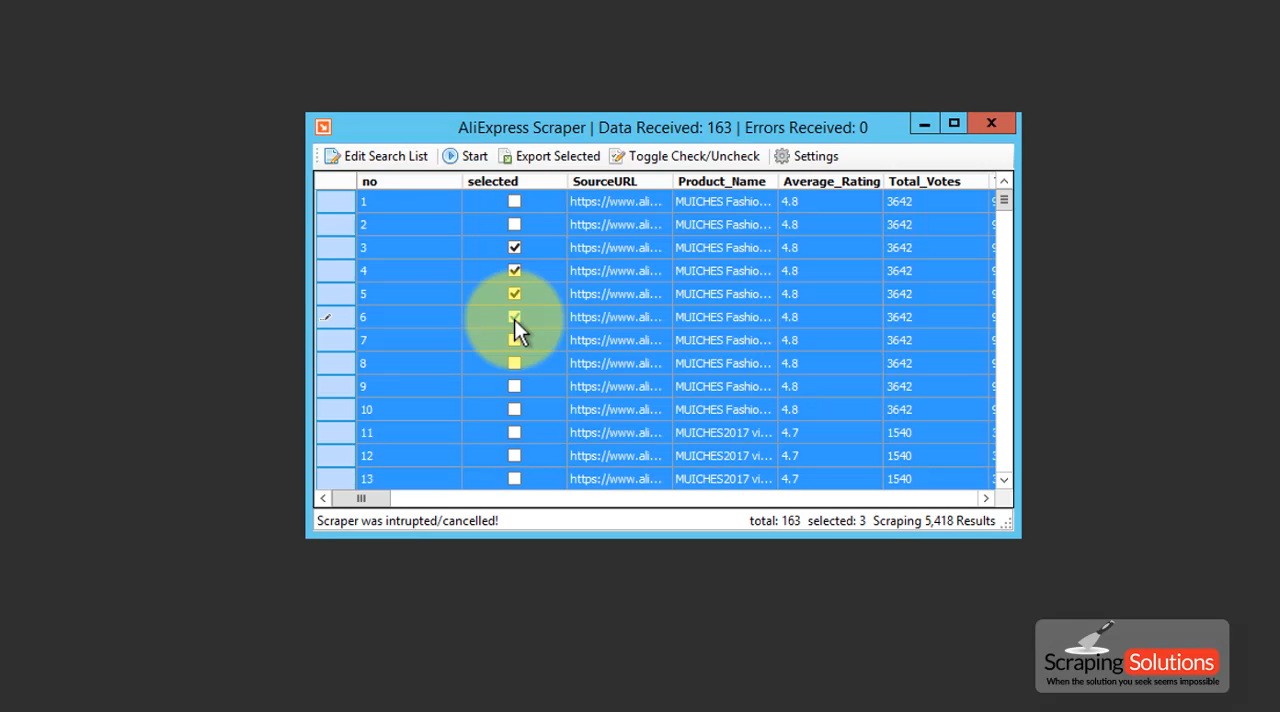 AliExpress Scraper | Data Received: 163 | Errors Received: 0
Edit Search List Start Export Selected Toggle Check/Uncheck Settings
no selected SourceURL Product_Name Average_Rating Total_Votes
1 https://www.ali... MUICHES Fashio... 4.8 3642
2 https://www.ali... MUICHES Fashio... 4.8 3642
3 https://www.ali... MUICHES Fashio... 4.8 3642
4 https://www.ali... MUICHES Fashio... 4.8 3642
5 https://www.ali... MUICHES Fashio... 4.8 3642
6 https://www.ali... MUICHES Fashio... 4.8 3642
7 https://www.ali... MUICHES Fashio... 4.8 3642
8 https://www.ali... MUICHES Fashio... 4.8 3642
9 https://www.ali... MUICHES Fashio... 4.8 3642
10 https://www.ali... MUICHES Fashio... 4.8 3642
11 https://www.ali... MUICHES2017 vi... 4.7 1540
12 https://www.ali... MUICHES2017 vi... 4.7 1540
13 https://www.ali... MUICHES2017 vi... 4.7 1540
Scraper was intrupted/cancelled! total: 163 selected: 3 Scraping 5,418 Results
Scraping Solutions
When the solution you seek seems impossible